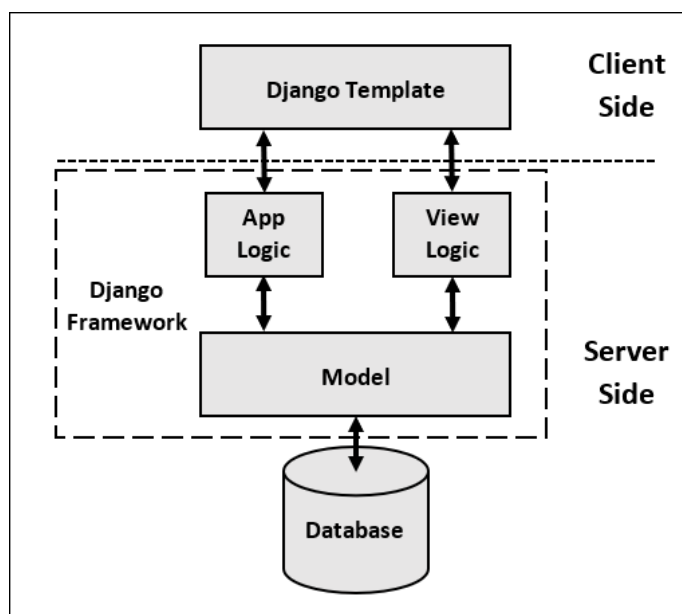 Django Template
Client
Side
App
Logic
View
Logic
Django
Framework
Model
Server
Side
Database